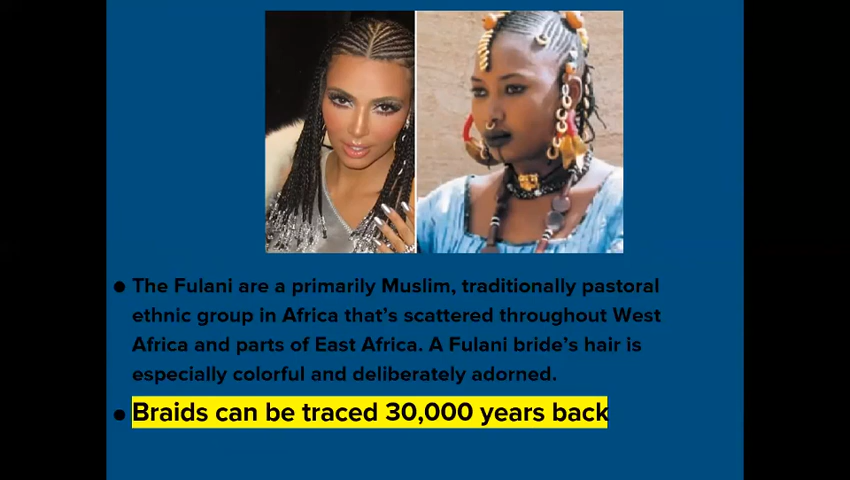 The Fulani are a primarily Muslim, traditionally pastoral
ethnic group in Africa that's scattered throughout West
Africa and parts of East Africa. A Fulani bride's hair is
especially colorful and deliberately adorned.
Braids can be traced 30,000 years back